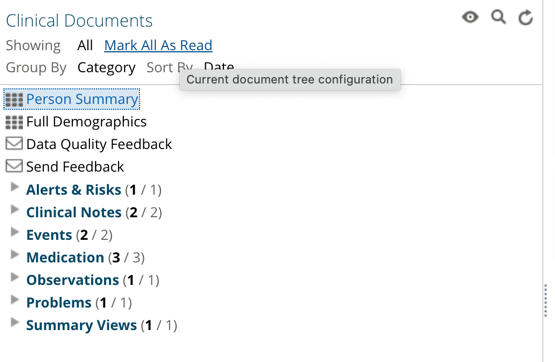 Clinical Documents
Showing All Mark All As Read
Group By Category Sort By Date
Current document tree configuration
Person Summary
Full Demographics
Data Quality Feedback
Send Feedback
Alerts & Risks (1 / 1)
Clinical Notes (2 / 2)
Events (2 / 2)
Medication (3 / 3)
Observations (1 / 1)
Problems (1 / 1)
Summary Views (1 / 1)